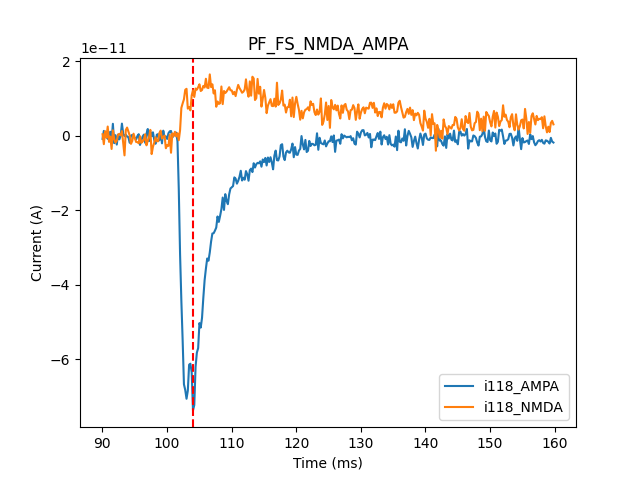 PF_FS_NMDA_AMPA
1e−11
2
0
−2
−4
−6
Current (A)
90 100 110 120 130 140 150 160
Time (ms)
i118_AMPA
i118_NMDA